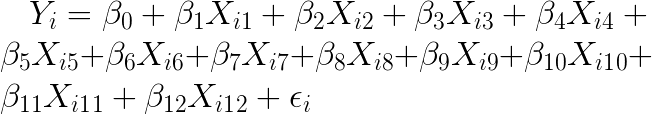 Yᵢ = β₀ + β₁Xᵢ₁ + β₂Xᵢ₂ + β₃Xᵢ₃ + β₄Xᵢ₄ +
β₅Xᵢ₅+β₆Xᵢ₆+β₇Xᵢ₇+β₈Xᵢ₈+β₉Xᵢ₉+β₁₀Xᵢ₁₀+
β₁₁Xᵢ₁₁ + β₁₂Xᵢ₁₂ + ϵᵢ